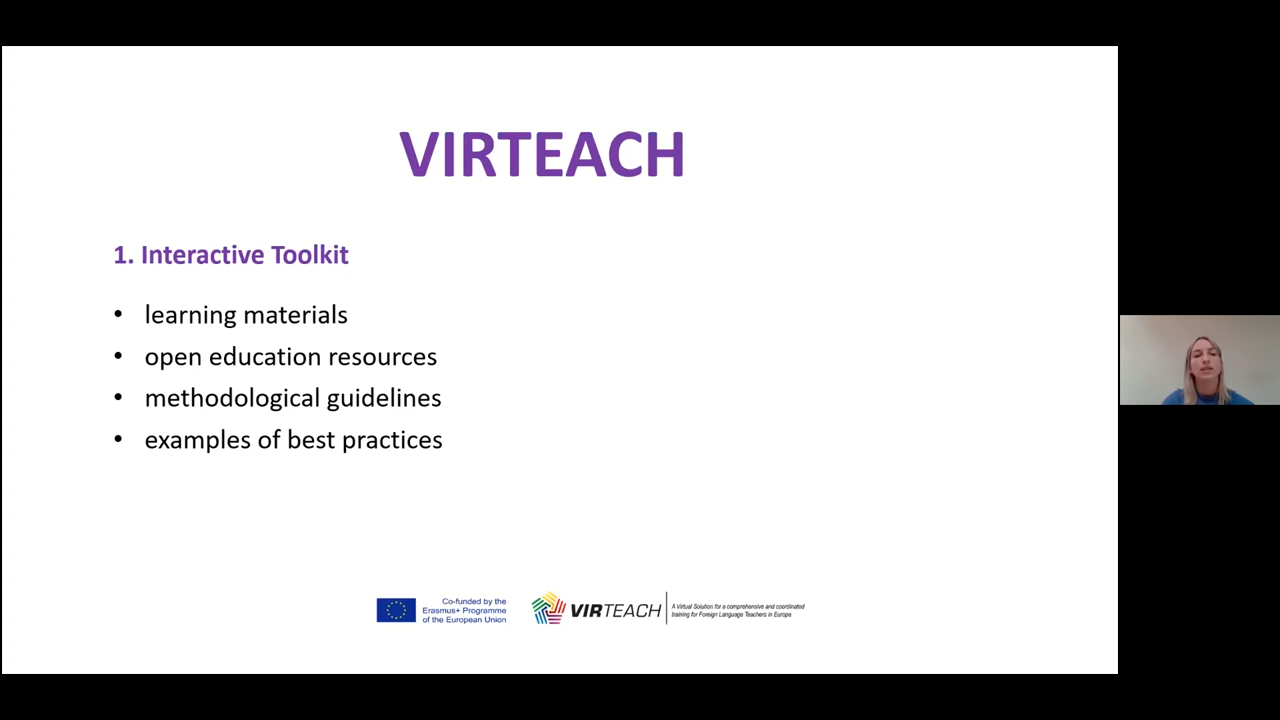 VIRTEACH
1. Interactive Toolkit
• learning materials
• open education resources
• methodological guidelines
• examples of best practices
Co-funded by the
Erasmus+ Programme
of the European Union
VIRTEACH
A Virtual Solution for a comprehensive and coordinated
training for Foreign Language Teachers in Europe